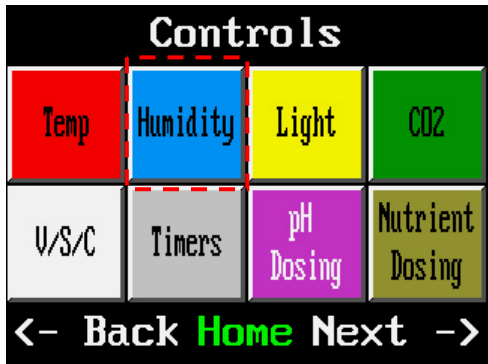 Controls
Temp
Humidity
Light
CO2
V/S/C
Timers
pH
Dosing
Nutrient
Dosing
<- Back Home Next ->